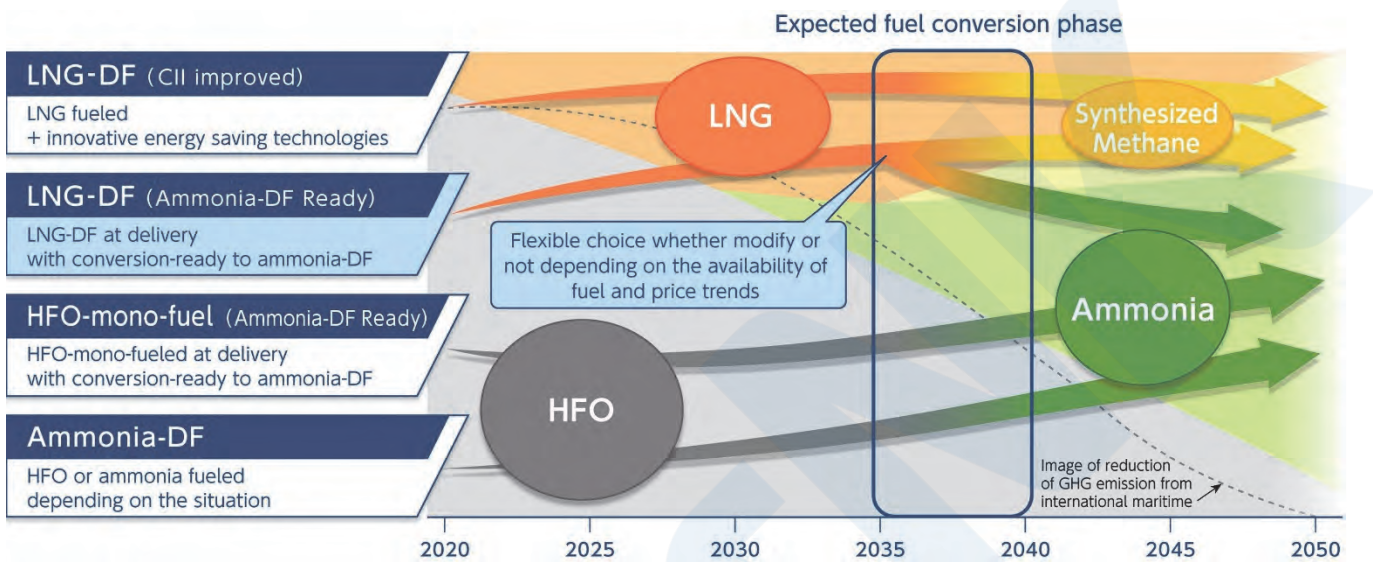 Expected fuel conversion phase
LNG-DF (CII improved)
LNG fueled
+ innovative energy saving technologies
LNG-DF (Ammonia-DF Ready)
LNG-DF at delivery
with conversion-ready to ammonia-DF
HFO-mono-fuel (Ammonia-DF Ready)
HFO-mono-fueled at delivery
with conversion-ready to ammonia-DF
Ammonia-DF
HFO or ammonia fueled
depending on the situation
LNG
Synthesized
Methane
Flexible choice whether modify or
not depending on the availability of
fuel and price trends
HFO
Ammonia
Image of reduction
of GHG emission from
international maritime
2020 2025 2030 2035 2040 2045 2050